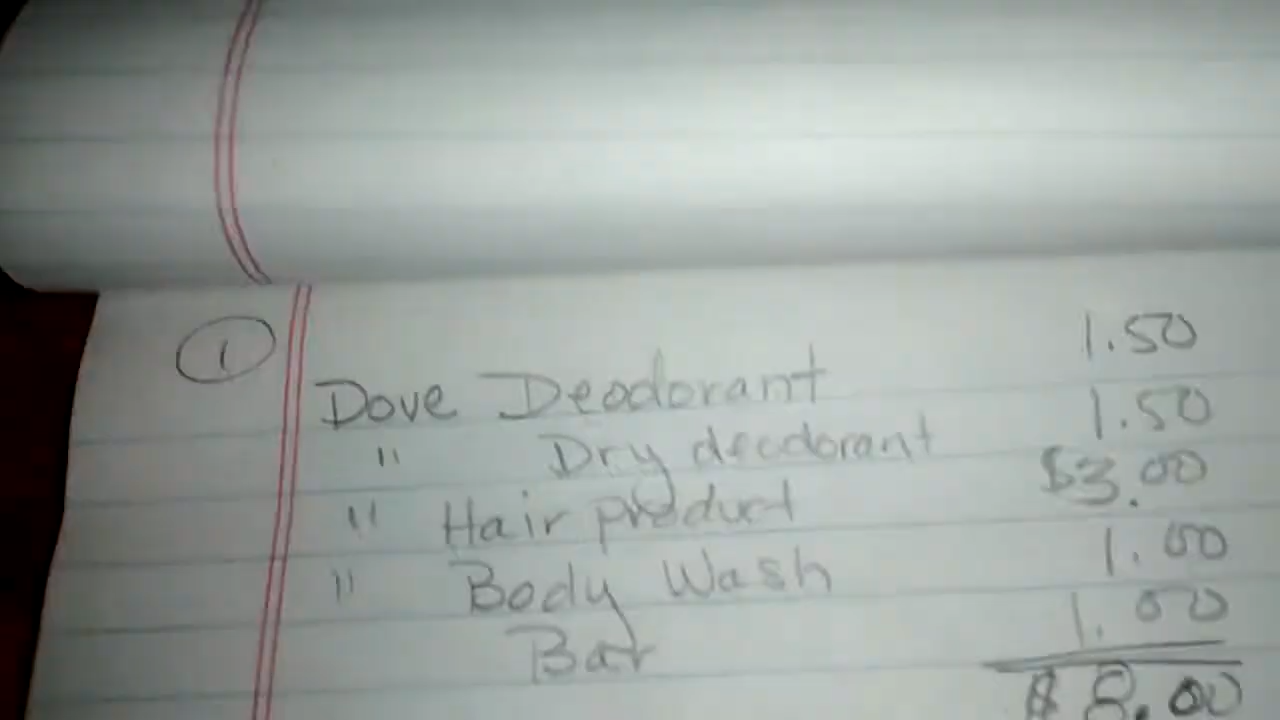 ① Dove Deodorant 1.50
" Dry deodorant 1.50
" Hair product $3.00
" Body Wash 1.00
Bar 1.00
$8.00